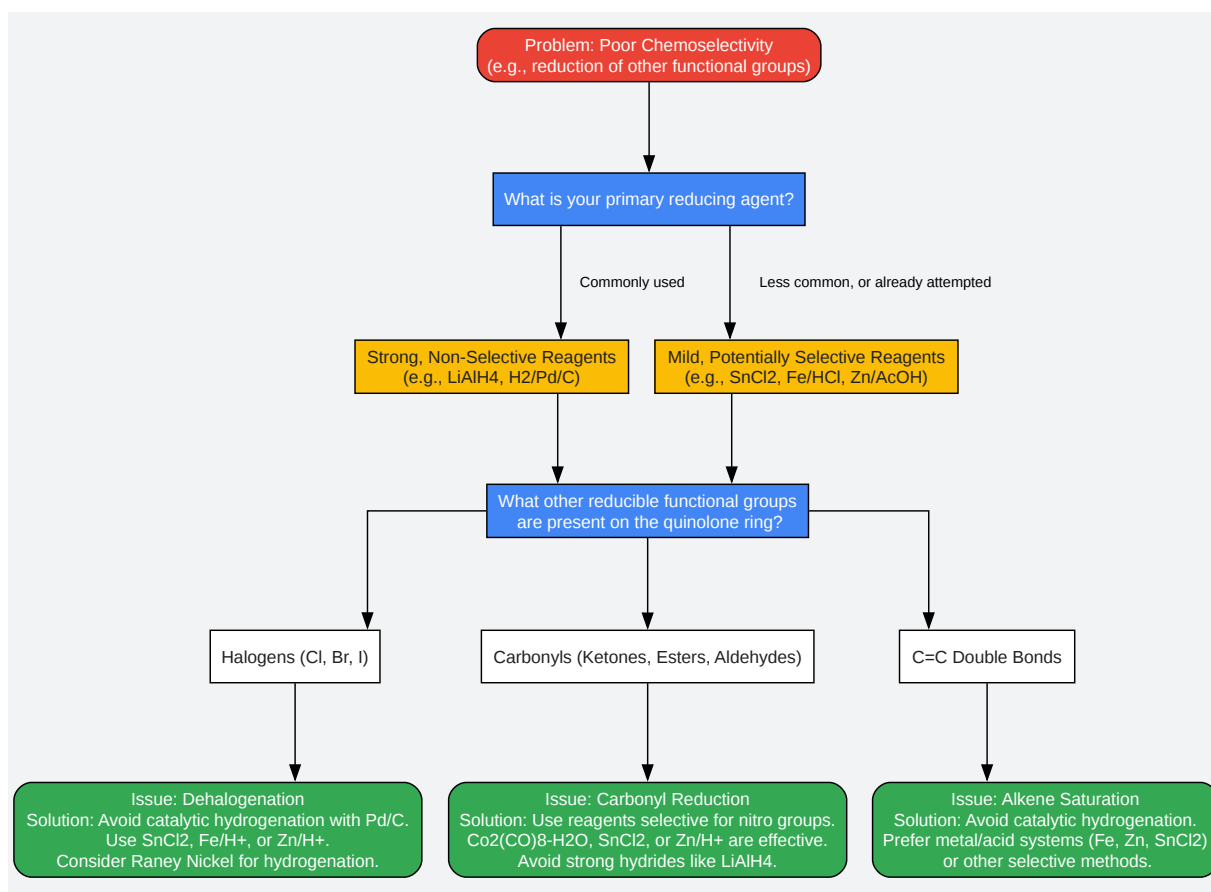 Problem: Poor Chemoselectivity
(e.g., reduction of other functional groups)
What is your primary reducing agent?
Commonly used
Less common, or already attempted
Strong, Non-Selective Reagents
(e.g., LiAlH4, H2/Pd/C)
Mild, Potentially Selective Reagents
(e.g., SnCl2, Fe/HCl, Zn/AcOH)
What other reducible functional groups
are present on the quinolone ring?
Halogens (Cl, Br, I)
Carbonyls (Ketones, Esters, Aldehydes)
C=C Double Bonds
Issue: Dehalogenation
Solution: Avoid catalytic hydrogenation with Pd/C.
Use SnCl2, Fe/H+, or Zn/H+.
Consider Raney Nickel for hydrogenation.
Issue: Carbonyl Reduction
Solution: Use reagents selective for nitro groups.
Co2(CO)8-H2O, SnCl2, or Zn/H+ are effective.
Avoid strong hydrides like LiAlH4.
Issue: Alkene Saturation
Solution: Avoid catalytic hydrogenation.
Prefer metal/acid systems (Fe, Zn, SnCl2)
or other selective methods.